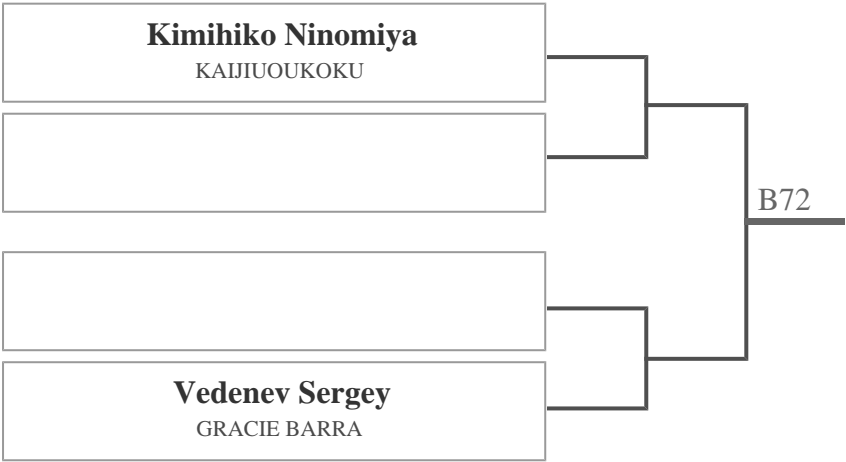 Kimihiko Ninomiya
KAIJIUOUKOKU
B72
Vedenev Sergey
GRACIE BARRA